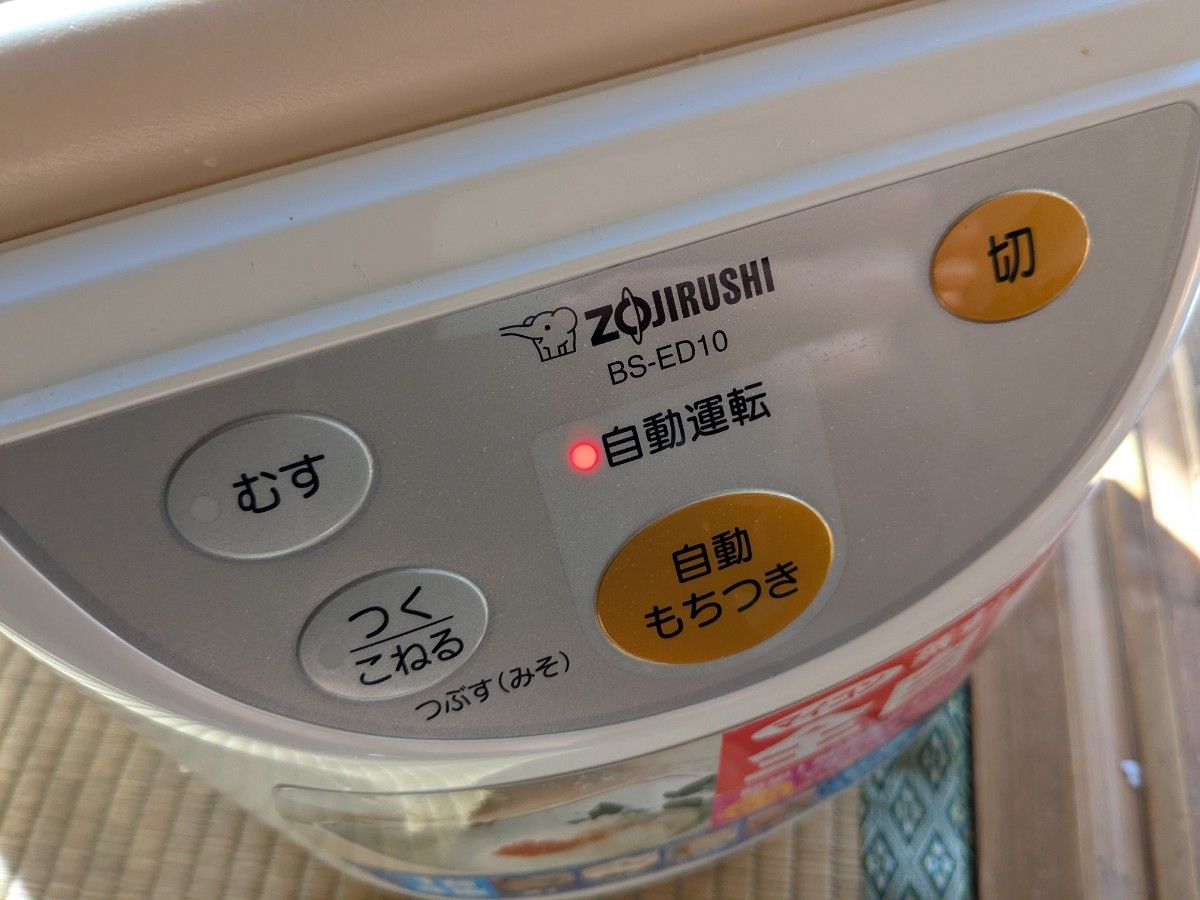 ZOJIRUSHI
BS-ED10
切
自動運転
むす
自動
もちつき
つく
こねる
つぶす(みそ)